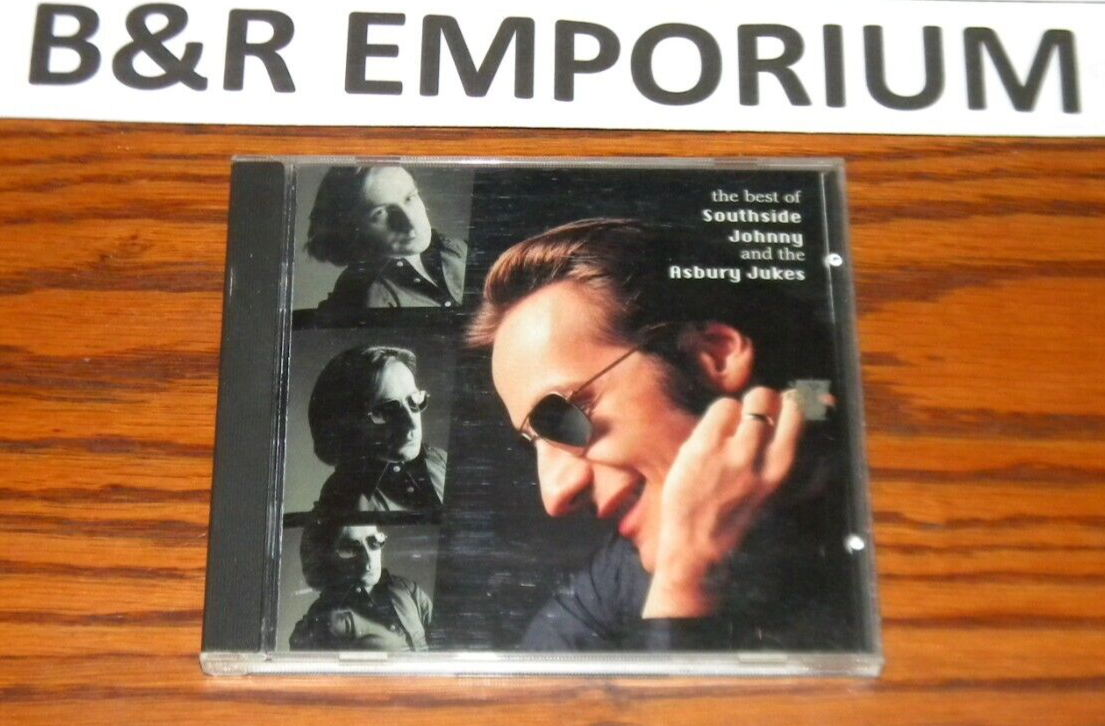 B&R EMPORIUM
the best of
Southside
Johnny
and the
Asbury Jukes